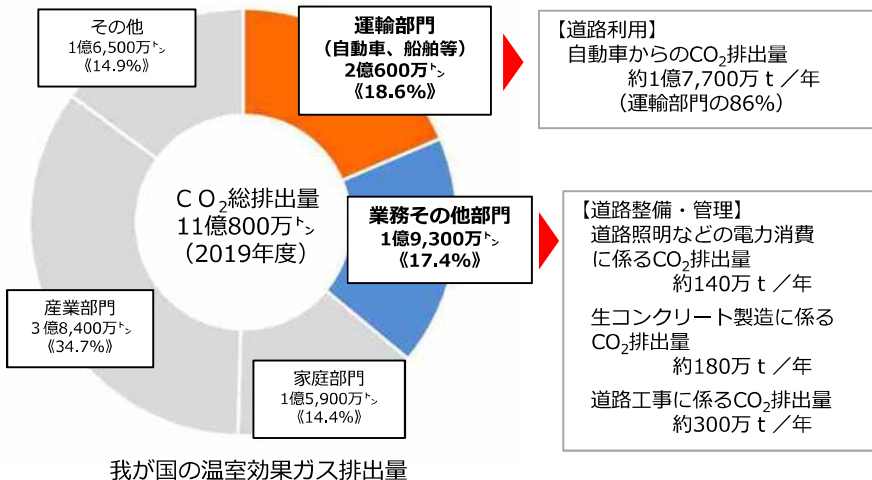 その他
1億6,500万㌧
《14.9%》
運輸部門
(自動車、船舶等)
2億600万㌧
《18.6%》
【道路利用】
自動車からのCO₂排出量
約1億7,700万ｔ／年
(運輸部門の86%)
ＣＯ₂総排出量
11億800万㌧
(2019年度)
業務その他部門
1億9,300万㌧
《17.4%》
【道路整備・管理】
道路照明などの電力消費
に係るCO₂排出量
約140万ｔ／年
生コンクリート製造に係る
CO₂排出量
約180万ｔ／年
道路工事に係るCO₂排出量
約300万ｔ／年
産業部門
3億8,400万㌧
《34.7%》
家庭部門
1億5,900万㌧
《14.4%》
我が国の温室効果ガス排出量